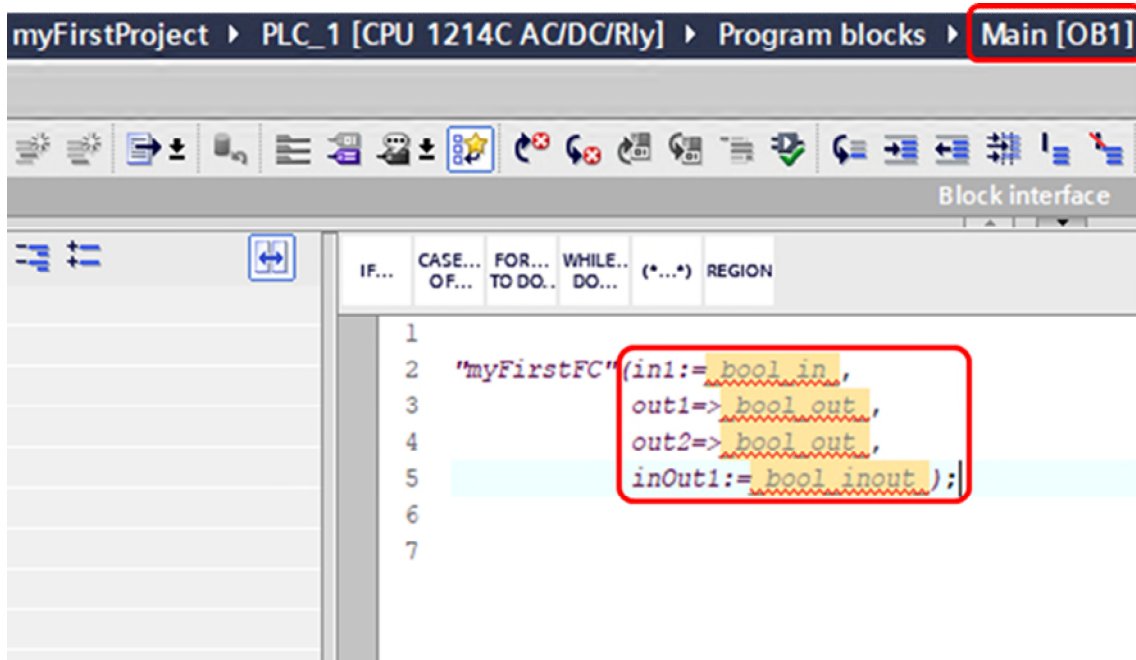 myFirstProject ▸ PLC_1 [CPU 1214C AC/DC/Rly] ▸ Program blocks ▸ Main [OB1]
Block interface
IF... CASE... OF... FOR... TO DO.. WHILE.. DO... (*...*) REGION
1
2 "myFirstFC"(in1:=_bool_in_,
3 out1=>_bool_out_,
4 out2=>_bool_out_,
5 inOut1:=_bool_inout_);
6
7